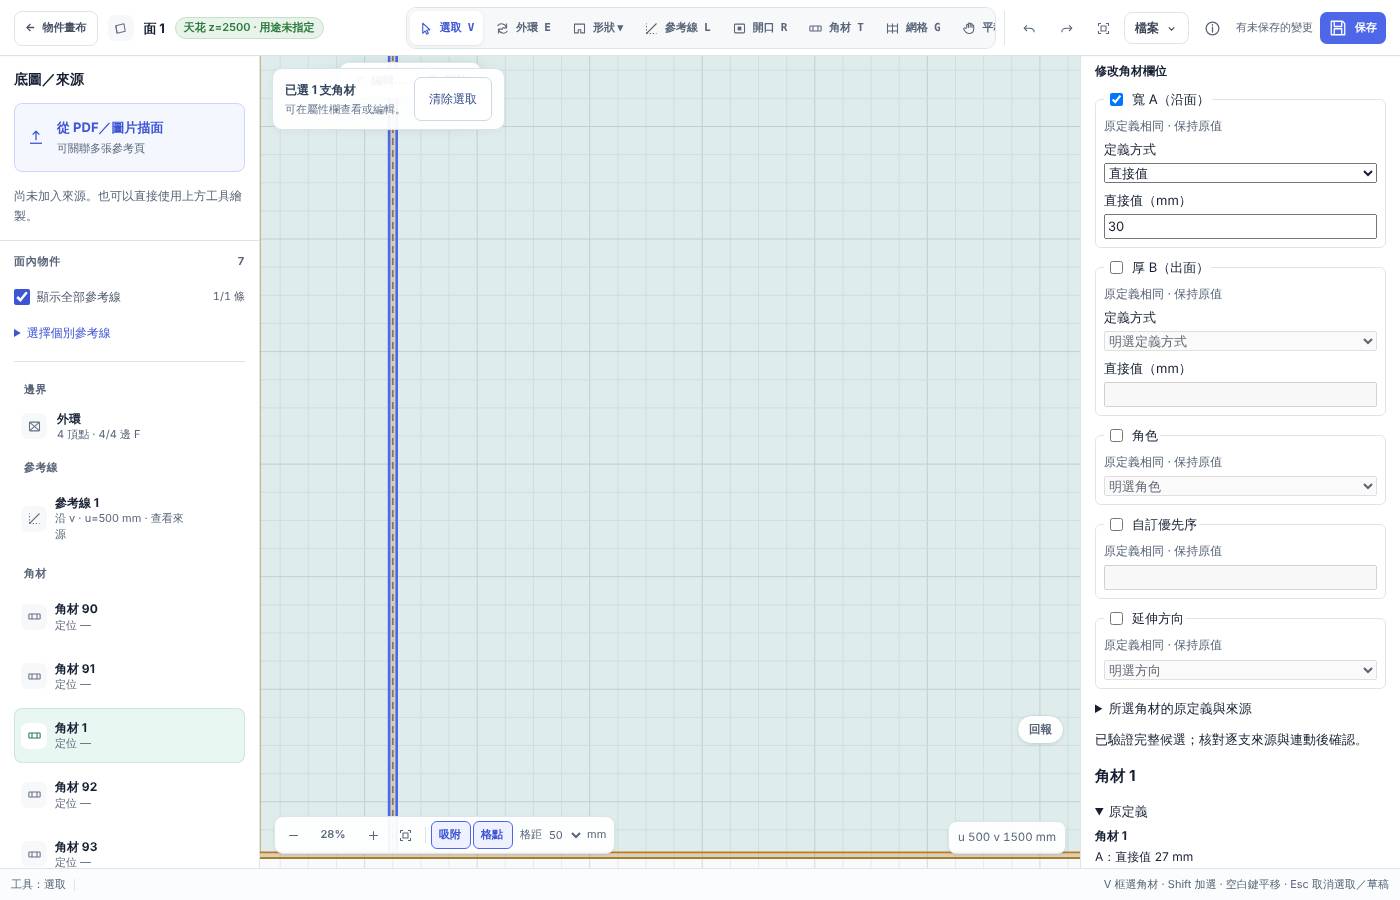 物件畫布
面 1
天花 z=2500 · 用途未指定
選取 V
外環 E
形狀▾
參考線 L
開口 R
角材 T
網格 G
檔案
有未保存的變更
保存
底圖／來源
從 PDF／圖片描面
可關聯多張參考頁
尚未加入來源。也可以直接使用上方工具繪
製。
面內物件
7
顯示全部參考線
1/1 條
選擇個別參考線
邊界
外環
4 頂點 · 4/4 邊 F
參考線
參考線 1
沿 v · u=500 mm · 查看來
源
角材
角材 90
定位 —
角材 91
定位 —
角材 1
定位 —
角材 92
定位 —
角材 93
定位 —
已選 1 支角材
可在屬性欄查看或編輯。
清除選取
回報
28%
吸附
格點
格距
50
mm
u 500 v 1500 mm
修改角材欄位
寬 A（沿面）
原定義相同 · 保持原值
定義方式
直接值
直接值（mm）
30
厚 B（出面）
原定義相同 · 保持原值
定義方式
明選定義方式
直接值（mm）
角色
原定義相同 · 保持原值
明選角色
自訂優先序
原定義相同 · 保持原值
延伸方向
原定義相同 · 保持原值
明選方向
所選角材的原定義與來源
已驗證完整候選；核對逐支來源與連動後確認。
角材 1
原定義
角材 1
A：直接值 27 mm
工具：選取
V 框選角材 · Shift 加選 · 空白鍵平移 · Esc 取消選取／草稿